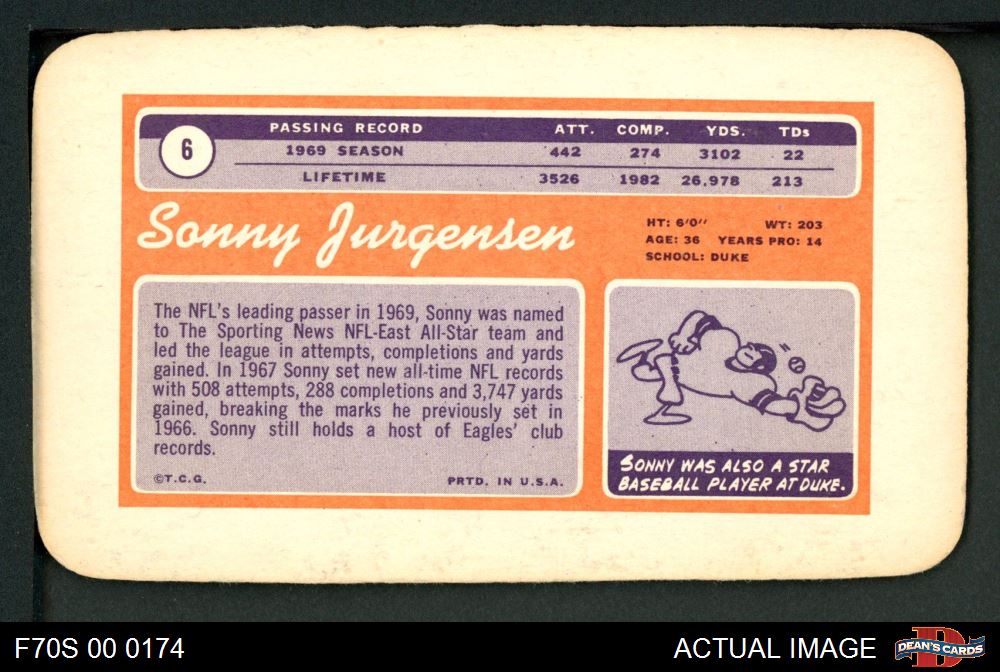 6
PASSING RECORD ATT. COMP. YDS. TDs
1969 SEASON 442 274 3102 22
LIFETIME 3526 1982 26,978 213
Sonny Jurgensen
HT: 6'0'' WT: 203
AGE: 36 YEARS PRO: 14
SCHOOL: DUKE
The NFL's leading passer in 1969, Sonny was named
to The Sporting News NFL-East All-Star team and
led the league in attempts, completions and yards
gained. In 1967 Sonny set new all-time NFL records
with 508 attempts, 288 completions and 3,747 yards
gained, breaking the marks he previously set in
1966. Sonny still holds a host of Eagles' club
records.
©T.C.G. PRTD. IN U.S.A.
SONNY WAS ALSO A STAR
BASEBALL PLAYER AT DUKE.
F70S 00 0174 ACTUAL IMAGE DEAN'S CARDS